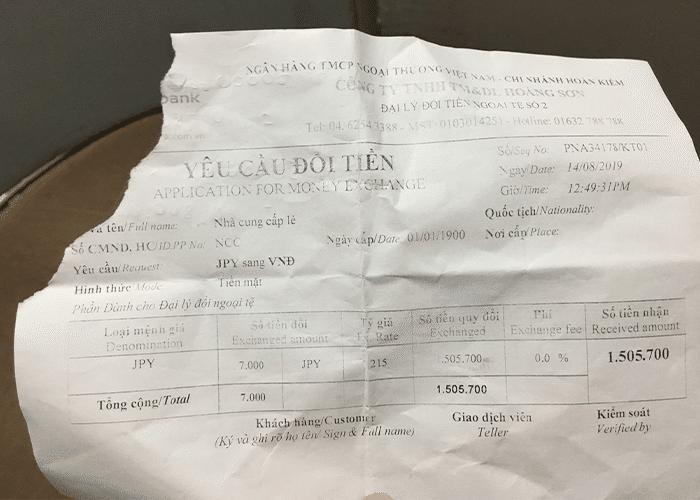 NGÂN HÀNG TMCP NGOẠI THƯƠNG VIỆT NAM - CHI NHÁNH HOÀN KIẾM
bank
CÔNG TY TNHH TM&DL HOÀNG SƠN
ĐẠI LÝ ĐỔI TIỀN NGOẠI TỆ SỐ 2
.com.vn
Tel: 04. 62543388 - MST: 0103014251 - Hotline: 01632 788 788
YÊU CẦU ĐỔI TIỀN
APPLICATION FOR MONEY EXCHANGE
Số/Seq No: PNA34178/KT01
Ngày/Date: 14/08/2019
Giờ/Time: 12:49:31PM
và tên/Full name: Nhà cung cấp lẻ
Quốc tịch/Nationality:
Số CMND, HC/ID,PP No: NCC Ngày cấp/Date: 01/01/1900 Nơi cấp/Place:
Yêu cầu/Request: JPY sang VNĐ
Hình thức/Mode: Tiền mặt
Phần Dành cho Đại lý đổi ngoại tệ
Loại mệnh giá Số tiền đổi Tỷ giá Số tiền quy đổi Phí Số tiền nhận
Denomination Exchanged amount Ex. Rate Exchanged Exchange fee Received amount
JPY 7.000 JPY 215 1.505.700 0.0 % 1.505.700
Tổng cộng/Total 7.000 1.505.700
Khách hàng/Customer Giao dịch viên Kiểm soát
(Ký và ghi rõ họ tên/ Sign & Full name) Teller Verified by